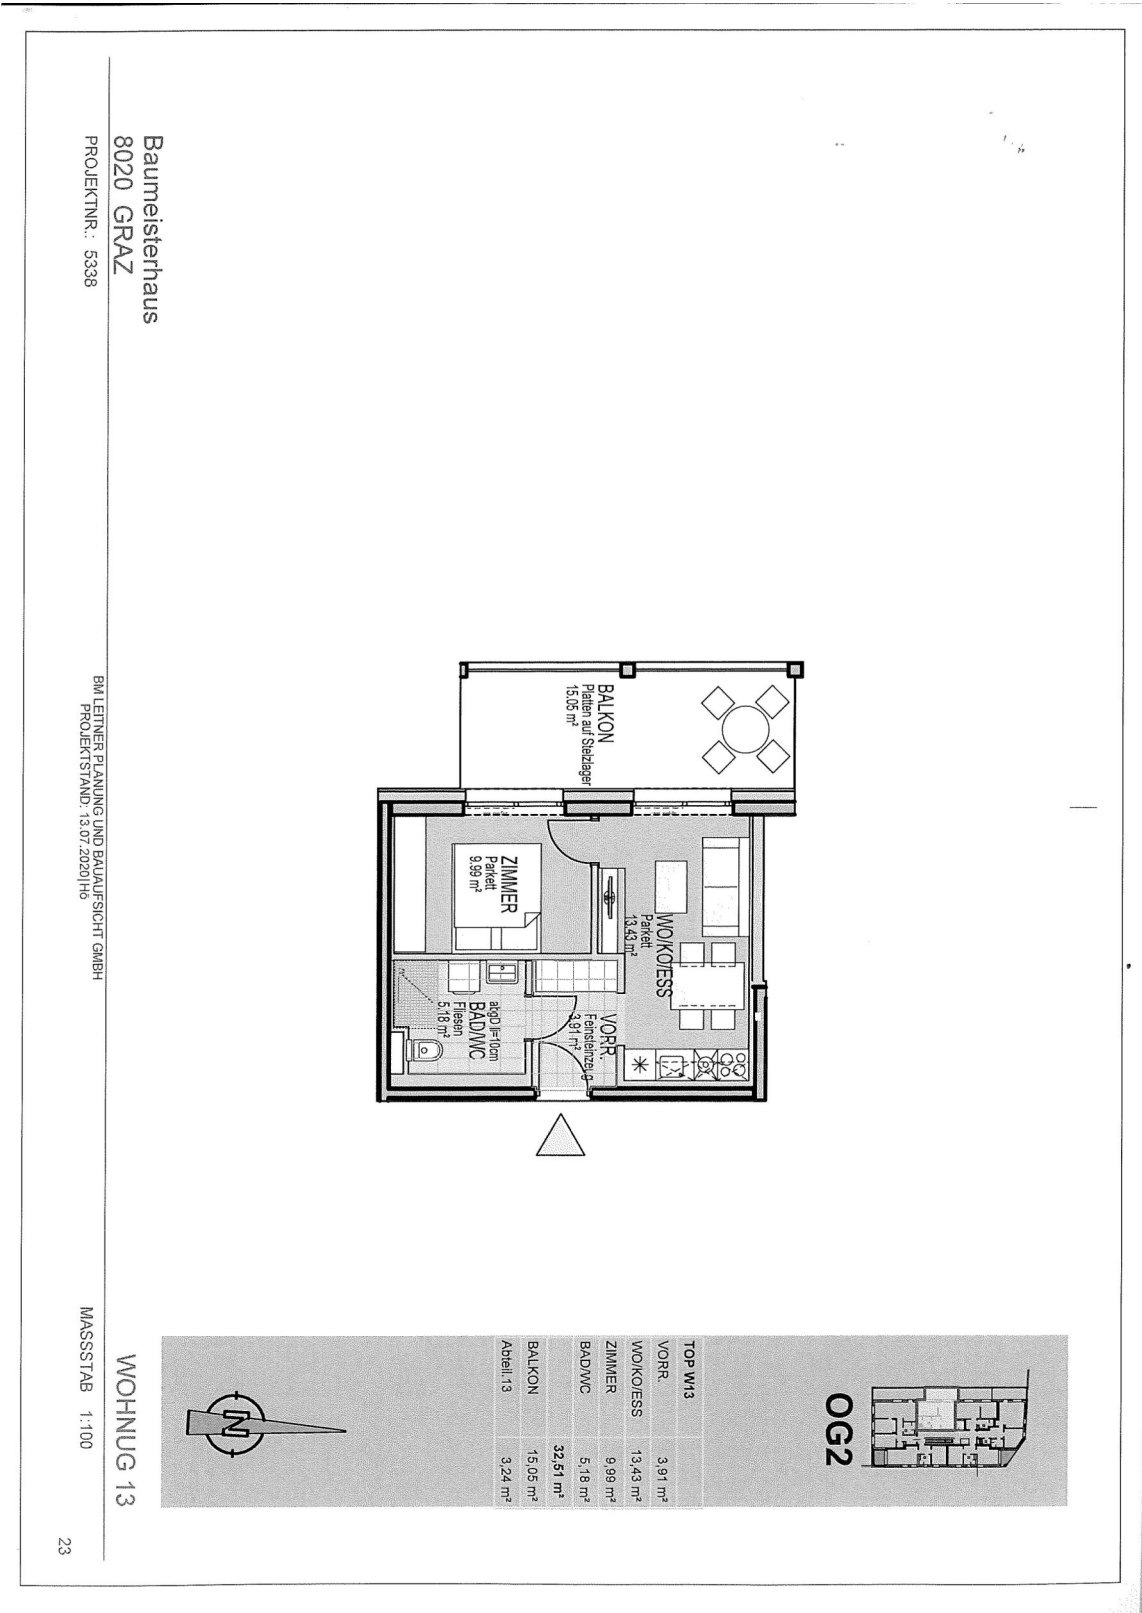 OG2
TOP W13
VORR. 3,91 m²
WO/KO/ESS 13,43 m²
ZIMMER 9,99 m²
BAD/WC 5,18 m²
32,51 m²
BALKON 15,05 m²
Abteil.13 3,24 m²
N
BALKON
Platten auf Stelzlager
15.05 m²
WO/KO/ESS
Parkett
13.43 m²
ZIMMER
Parkett
9.99 m²
VORR.
Feinsteinzeug
3.91 m²
abgD li=10cm
BAD/WC
Fliesen
5.18 m²
Baumeisterhaus
8020 GRAZ
PROJEKTNR.: 5338
BM LEITNER PLANUNG UND BAUAUFSICHT GMBH
PROJEKTSTAND: 13.07.2020|Hö
WOHNUG 13
MASSSTAB 1:100
23